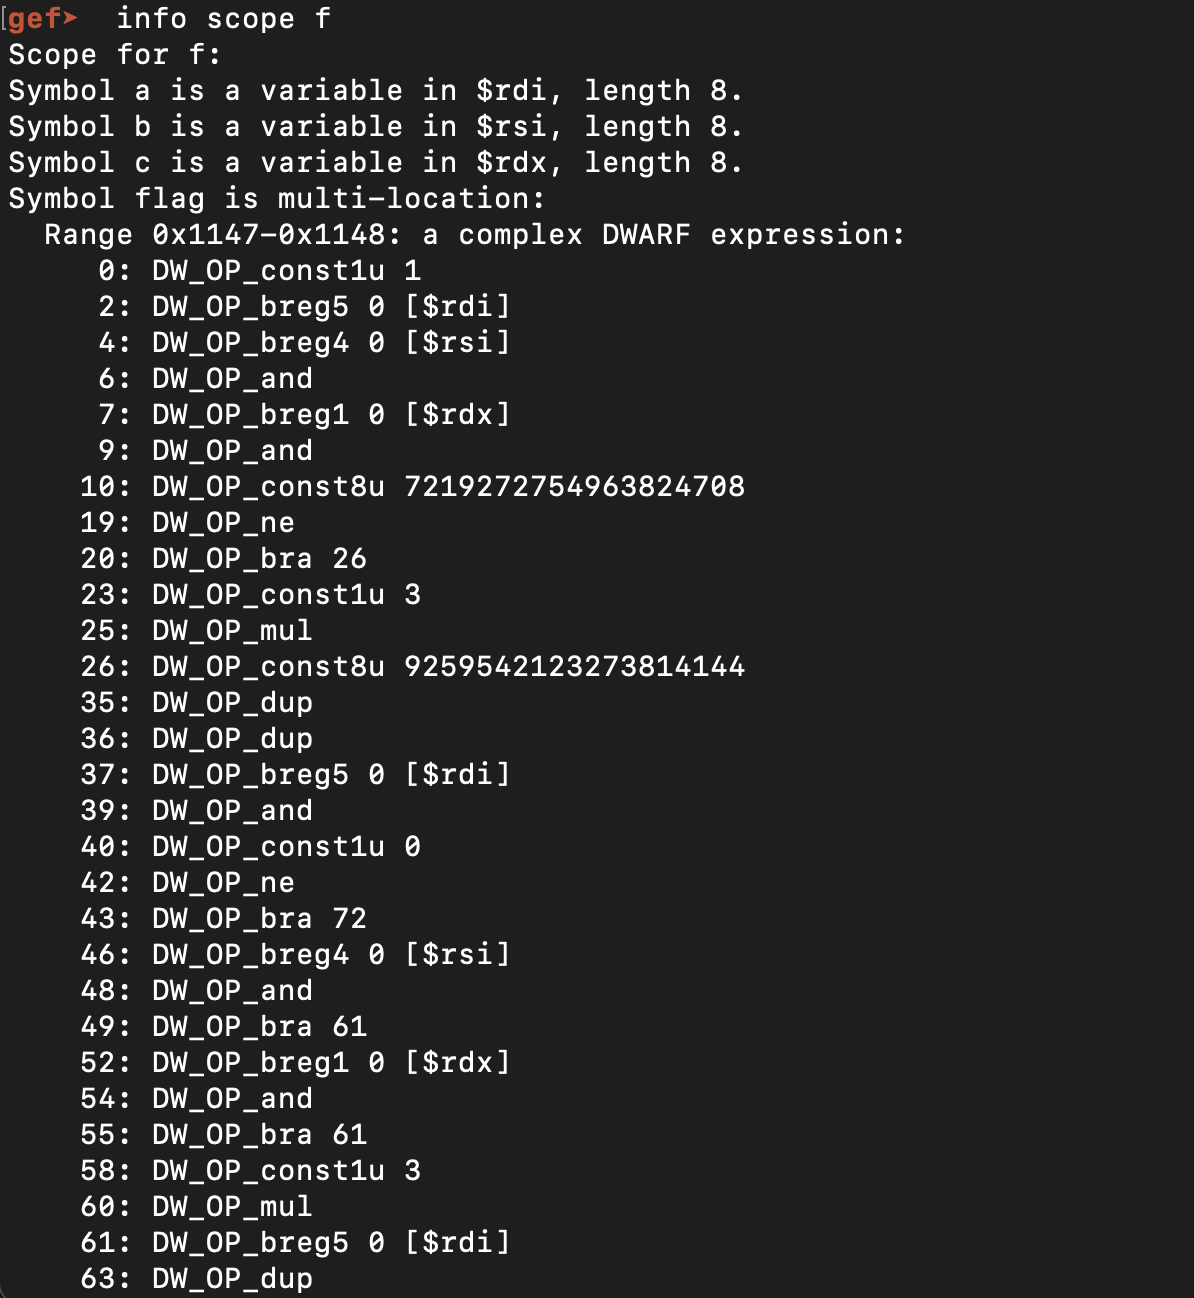 [gef➤  info scope f
Scope for f:
Symbol a is a variable in $rdi, length 8.
Symbol b is a variable in $rsi, length 8.
Symbol c is a variable in $rdx, length 8.
Symbol flag is multi-location:
  Range 0x1147-0x1148: a complex DWARF expression:
     0: DW_OP_const1u 1
     2: DW_OP_breg5 0 [$rdi]
     4: DW_OP_breg4 0 [$rsi]
     6: DW_OP_and
     7: DW_OP_breg1 0 [$rdx]
     9: DW_OP_and
    10: DW_OP_const8u 7219272754963824708
    19: DW_OP_ne
    20: DW_OP_bra 26
    23: DW_OP_const1u 3
    25: DW_OP_mul
    26: DW_OP_const8u 9259542123273814144
    35: DW_OP_dup
    36: DW_OP_dup
    37: DW_OP_breg5 0 [$rdi]
    39: DW_OP_and
    40: DW_OP_const1u 0
    42: DW_OP_ne
    43: DW_OP_bra 72
    46: DW_OP_breg4 0 [$rsi]
    48: DW_OP_and
    49: DW_OP_bra 61
    52: DW_OP_breg1 0 [$rdx]
    54: DW_OP_and
    55: DW_OP_bra 61
    58: DW_OP_const1u 3
    60: DW_OP_mul
    61: DW_OP_breg5 0 [$rdi]
    63: DW_OP_dup